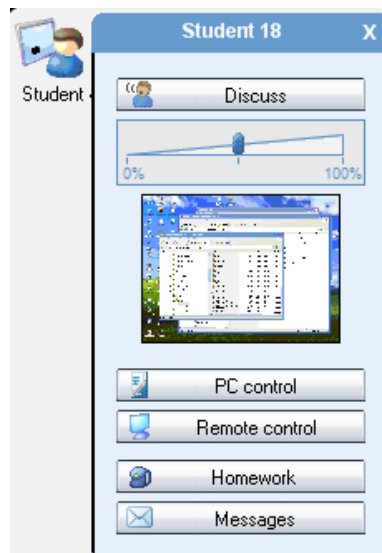 Student 18 X
Student
Discuss
0% 100%
PC control
Remote control
Homework
Messages